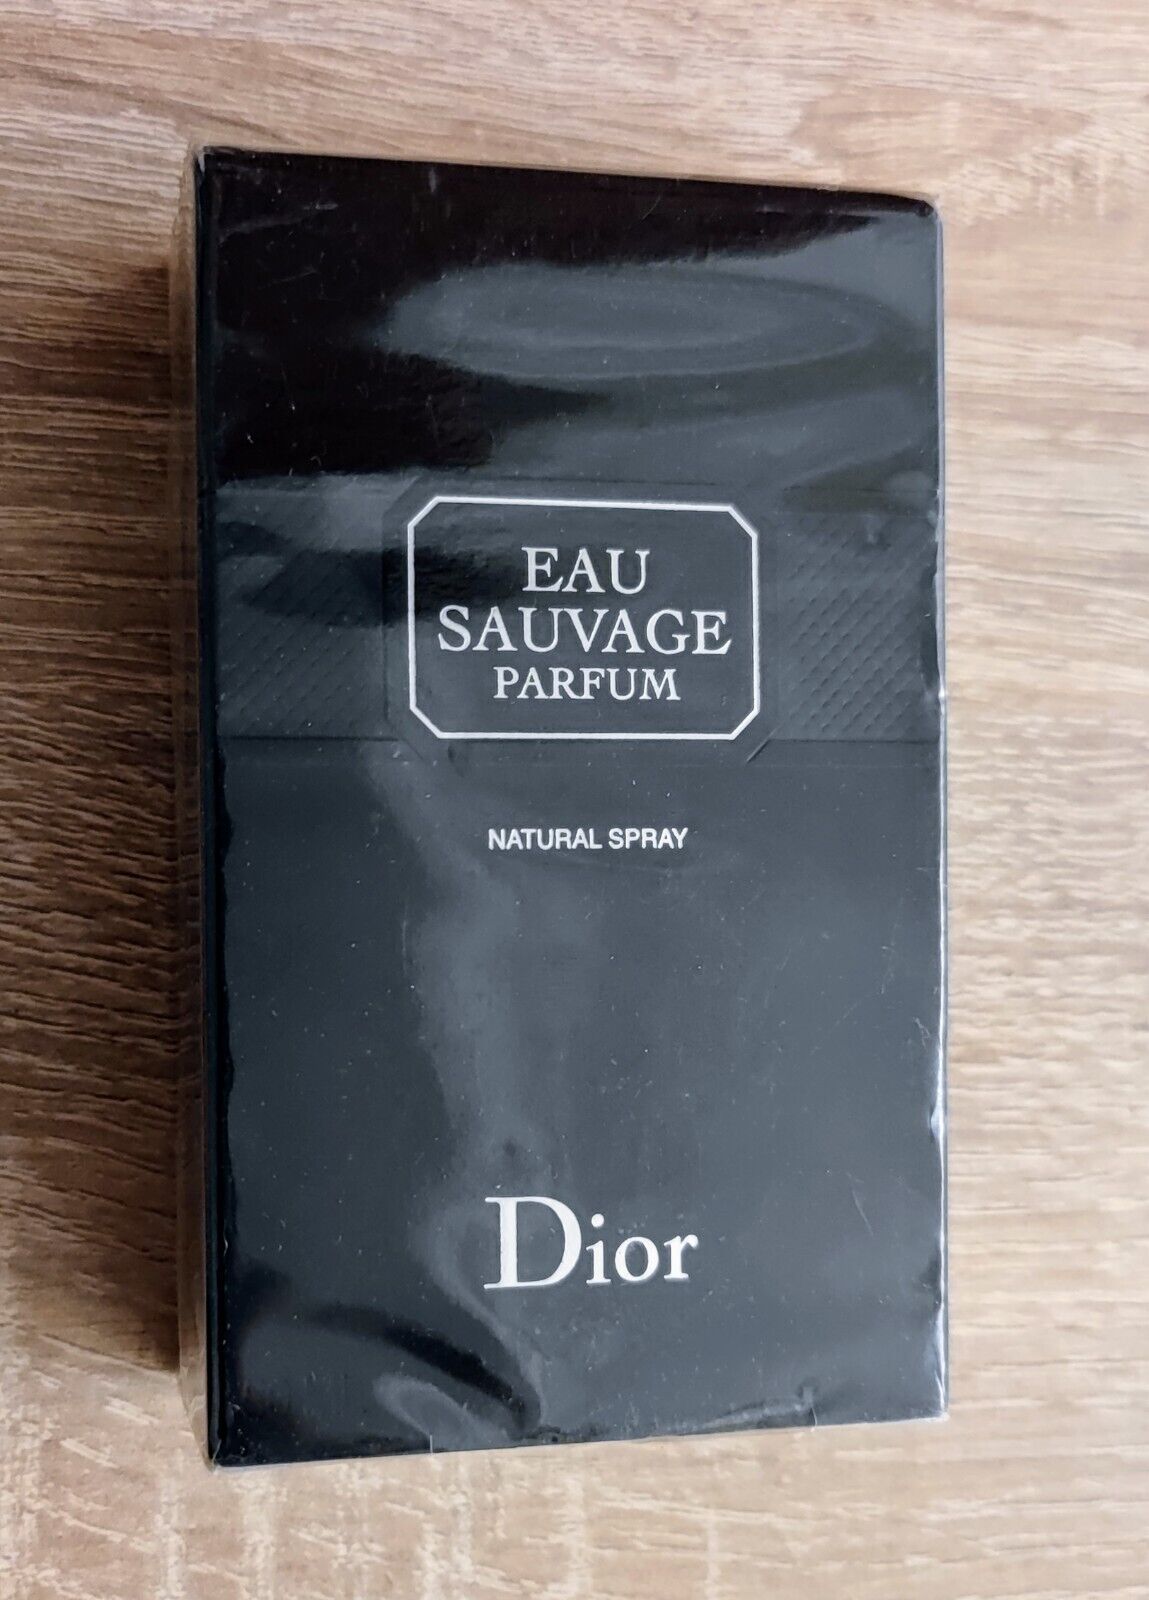 EAU
SAUVAGE
PARFUM
NATURAL SPRAY
Dior